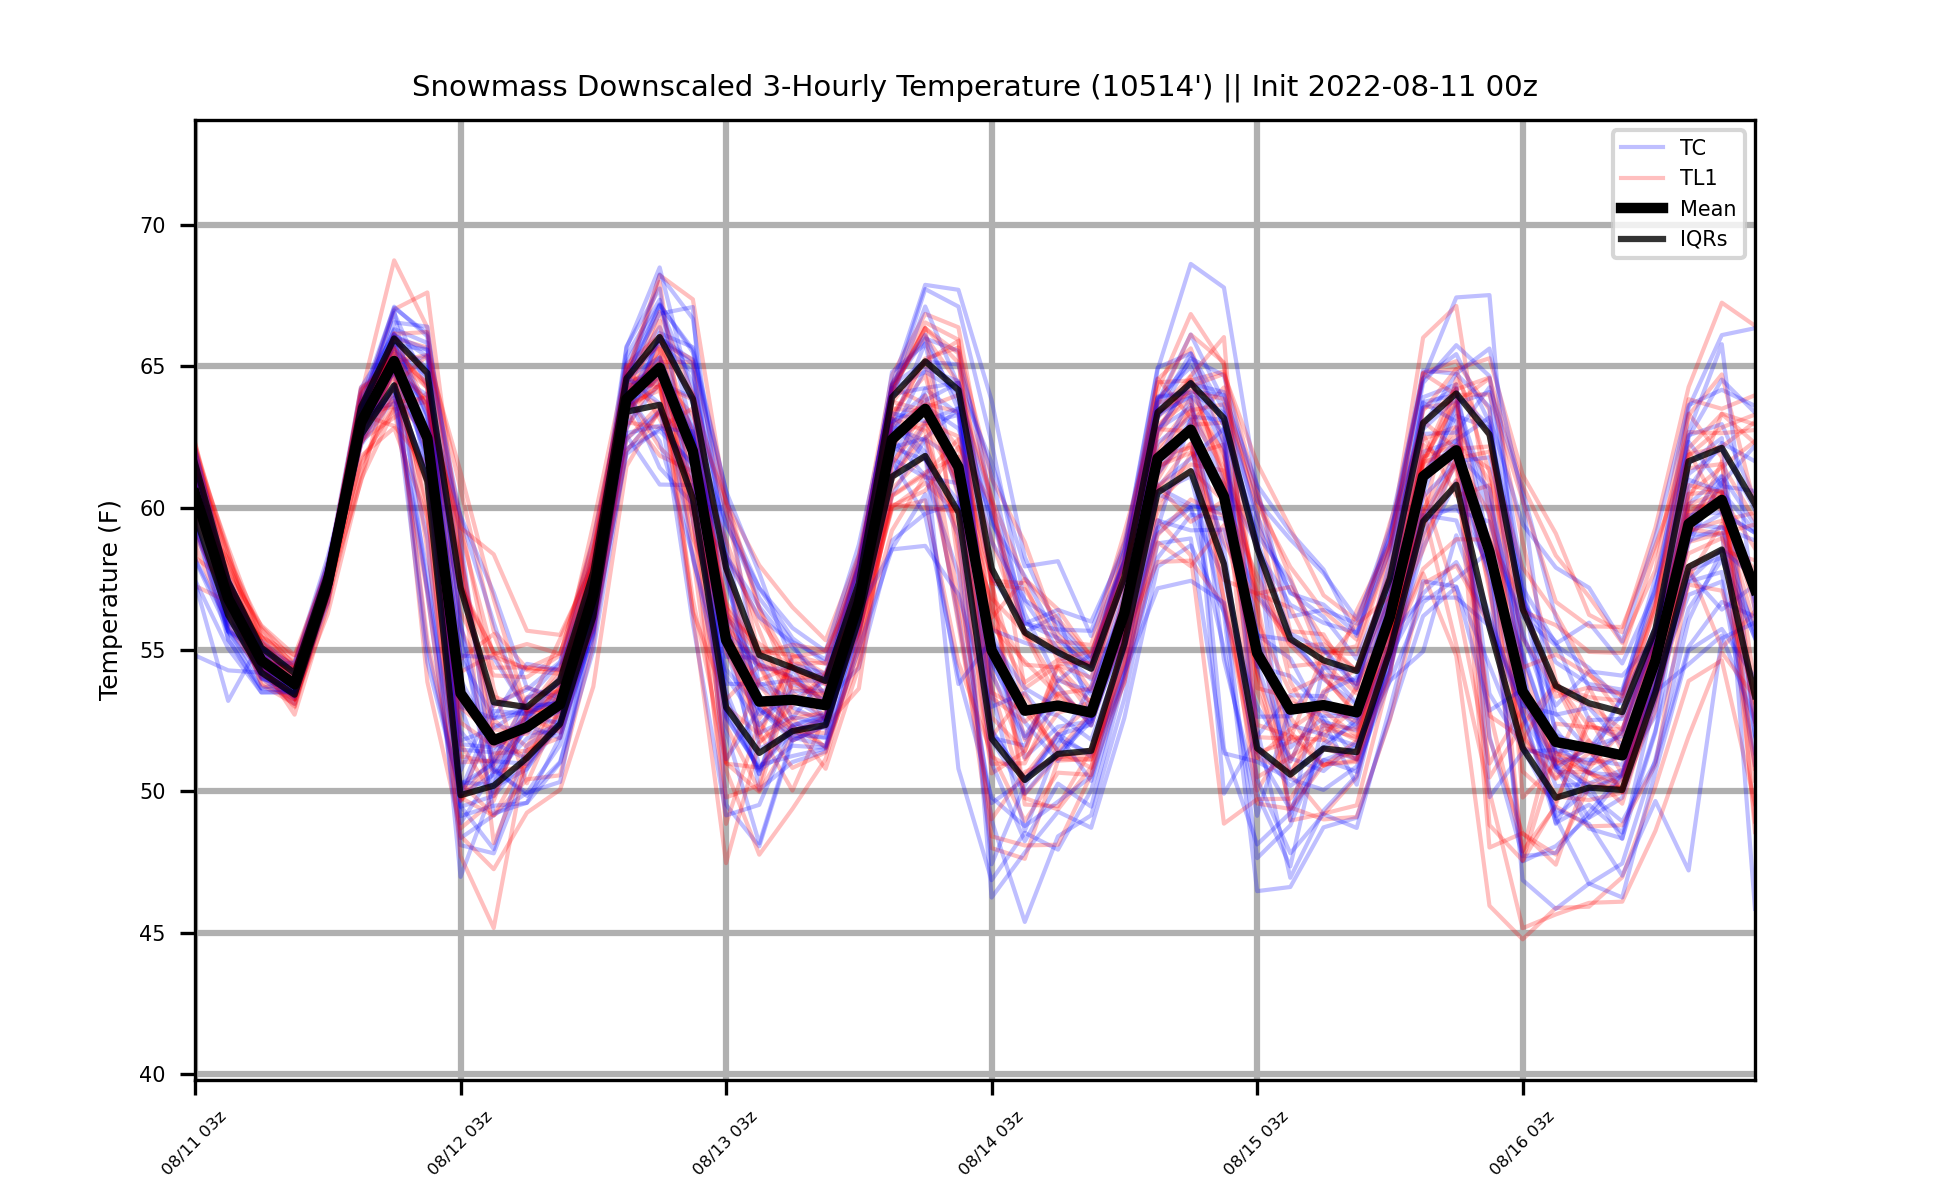 Snowmass Downscaled 3-Hourly Temperature (10514') || Init 2022-08-11 00z
TC
TL1
Mean
IQRs
Temperature (F)
70
65
60
55
50
45
40
08/11 03z
08/12 03z
08/13 03z
08/14 03z
08/15 03z
08/16 03z